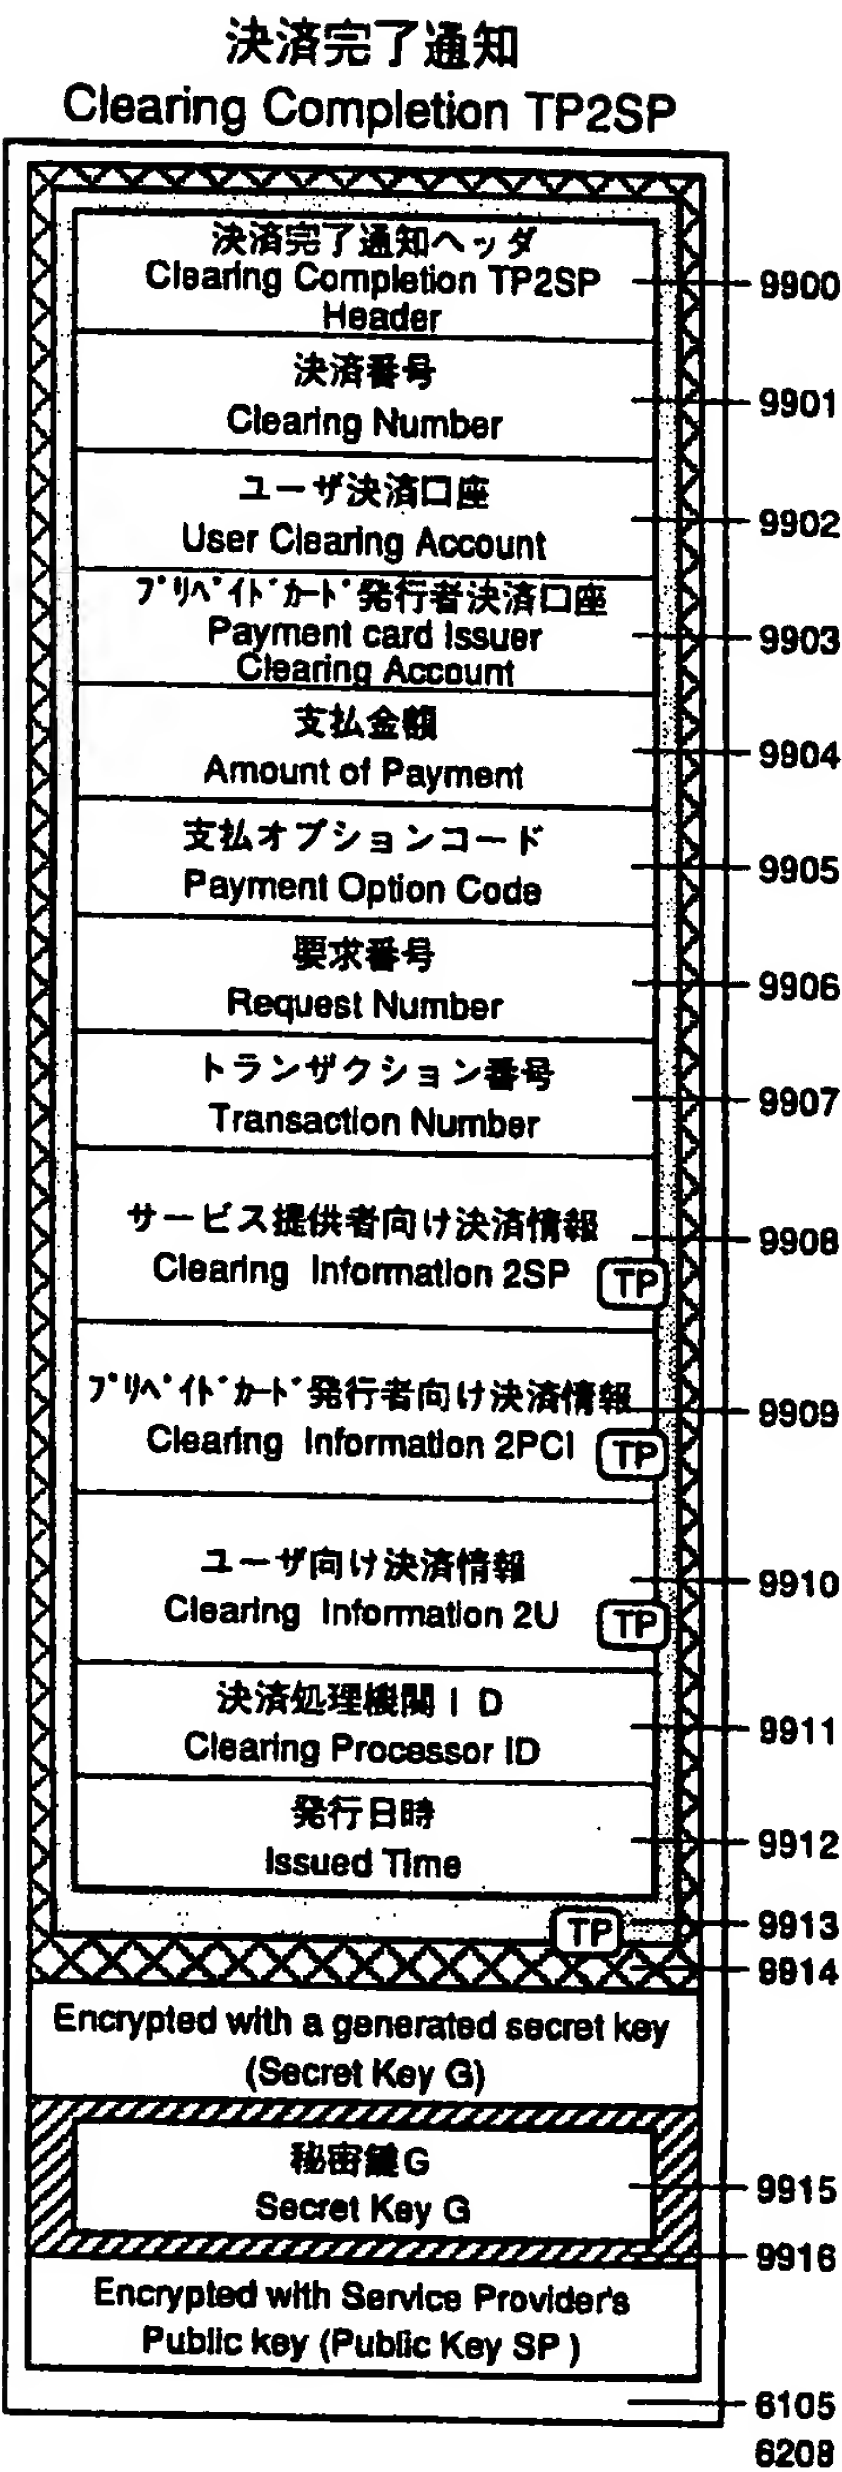 決済完了通知
Clearing Completion TP2SP
決済完了通知ヘッダ
Clearing Completion TP2SP
Header
9900
決済番号
Clearing Number
9901
ユーザ決済口座
User Clearing Account
9902
プリペイドカード発行者決済口座
Payment card Issuer
Clearing Account
9903
支払金額
Amount of Payment
9904
支払オプションコード
Payment Option Code
9905
要求番号
Request Number
9906
トランザクション番号
Transaction Number
9907
サービス提供者向け決済情報
Clearing Information 2SP
TP
9908
プリペイドカード発行者向け決済情報
Clearing Information 2PCI
TP
9909
ユーザ向け決済情報
Clearing Information 2U
TP
9910
決済処理機関ID
Clearing Processor ID
9911
発行日時
Issued Time
9912
TP
9913
9914
Encrypted with a generated secret key
(Secret Key G)
秘密鍵G
Secret Key G
9915
9916
Encrypted with Service Provider's
Public key (Public Key SP )
6105
6208